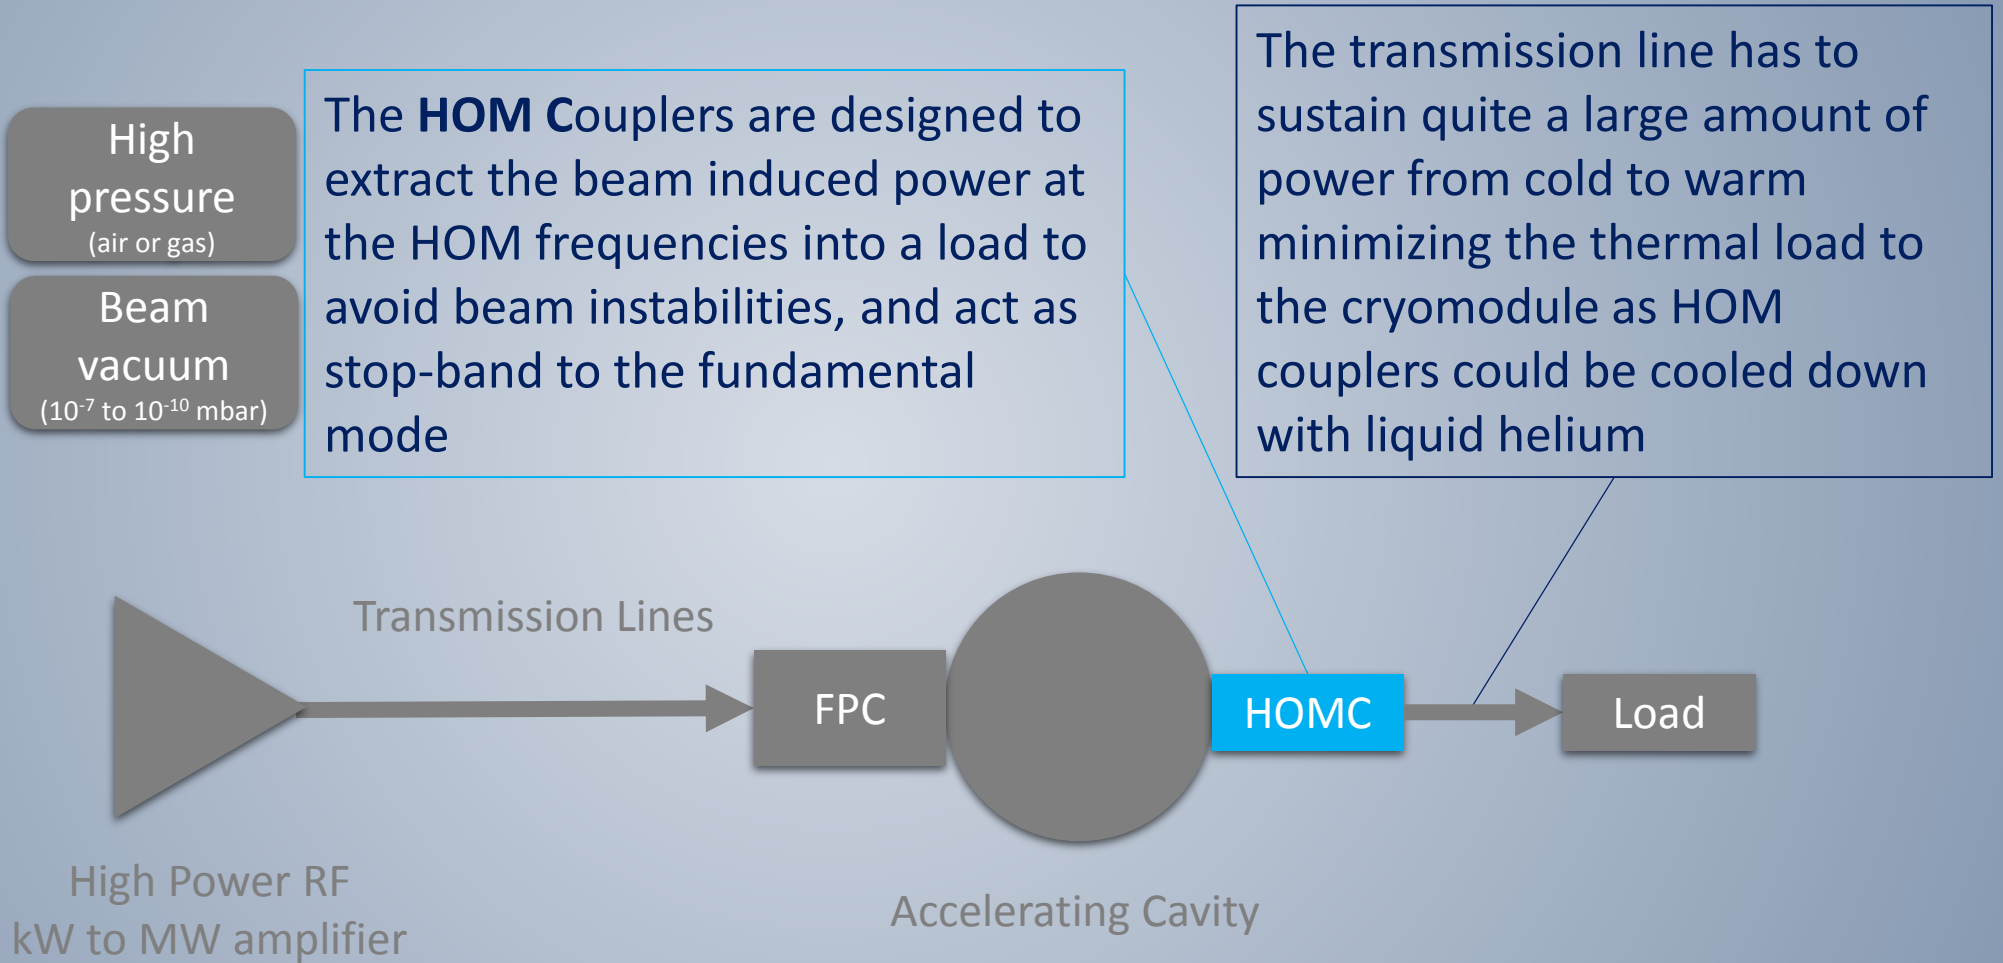 High
pressure
(air or gas)
Beam
vacuum
(10⁻⁷ to 10⁻¹⁰ mbar)
The HOM Couplers are designed to
extract the beam induced power at
the HOM frequencies into a load to
avoid beam instabilities, and act as
stop-band to the fundamental
mode
The transmission line has to
sustain quite a large amount of
power from cold to warm
minimizing the thermal load to
the cryomodule as HOM
couplers could be cooled down
with liquid helium
Transmission Lines
FPC
HOMC
Load
High Power RF
kW to MW amplifier
Accelerating Cavity